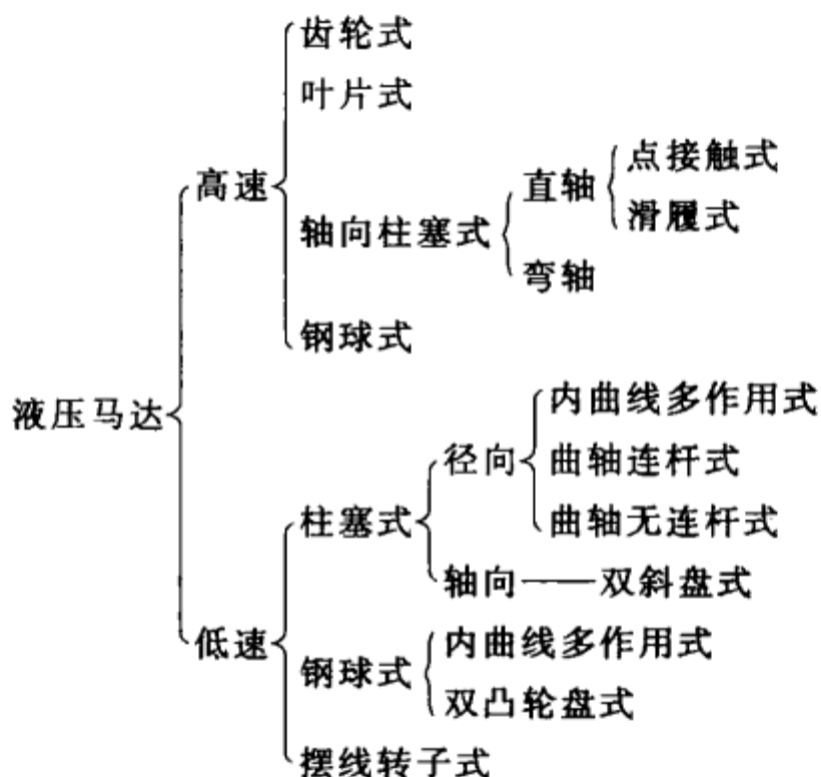 齿轮式
叶片式
高速
直轴
点接触式
滑履式
轴向柱塞式
弯轴
钢球式
液压马达
内曲线多作用式
径向
曲轴连杆式
柱塞式
曲轴无连杆式
轴向——双斜盘式
低速
内曲线多作用式
钢球式
双凸轮盘式
摆线转子式